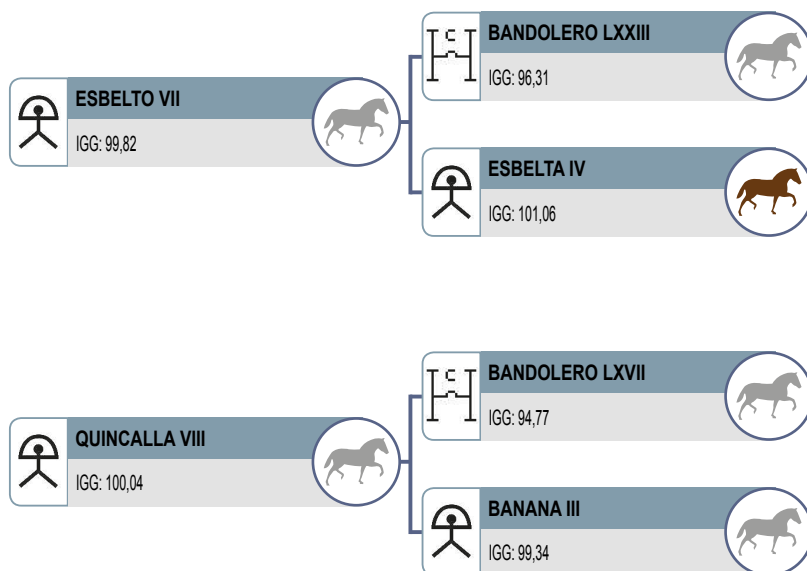 BANDOLERO LXXIII
IGG: 96,31
ESBELTO VII
IGG: 99,82
ESBELTA IV
IGG: 101,06
BANDOLERO LXVII
IGG: 94,77
QUINCALLA VIII
IGG: 100,04
BANANA III
IGG: 99,34